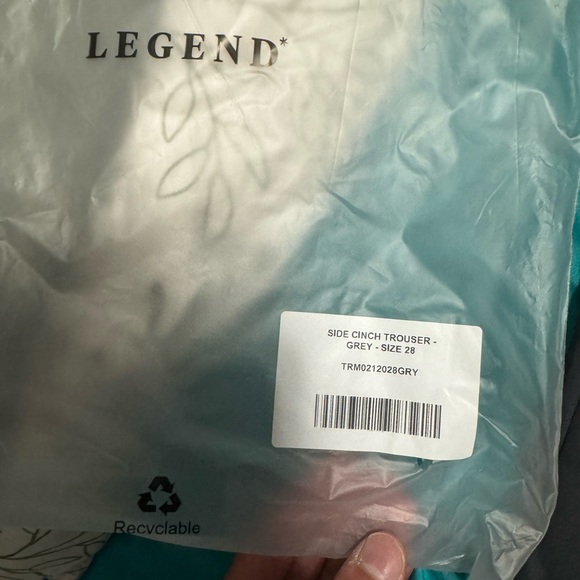 LEGEND*
SIDE CINCH TROUSER -
GREY - SIZE 28
TRM0212028GRY
Recyclable